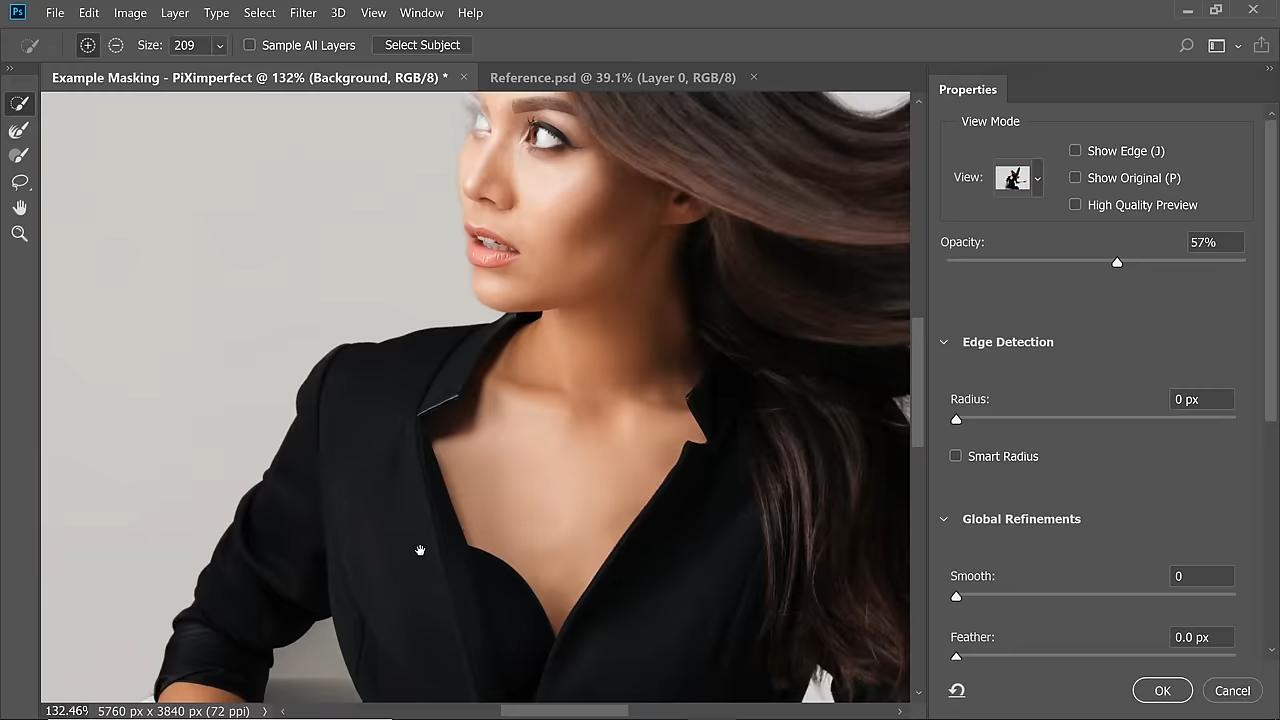 Ps File Edit Image Layer Type Select Filter 3D View Window Help
Size: 209 Sample All Layers Select Subject
Example Masking - PiXimperfect @ 132% (Background, RGB/8) * × Reference.psd @ 39.1% (Layer 0, RGB/8) ×
Properties
View Mode
Show Edge (J)
View: Show Original (P)
High Quality Preview
Opacity: 57%
Edge Detection
Radius: 0 px
Smart Radius
Global Refinements
Smooth: 0
Feather: 0.0 px
OK Cancel
132.46% 5760 px x 3840 px (72 ppi)